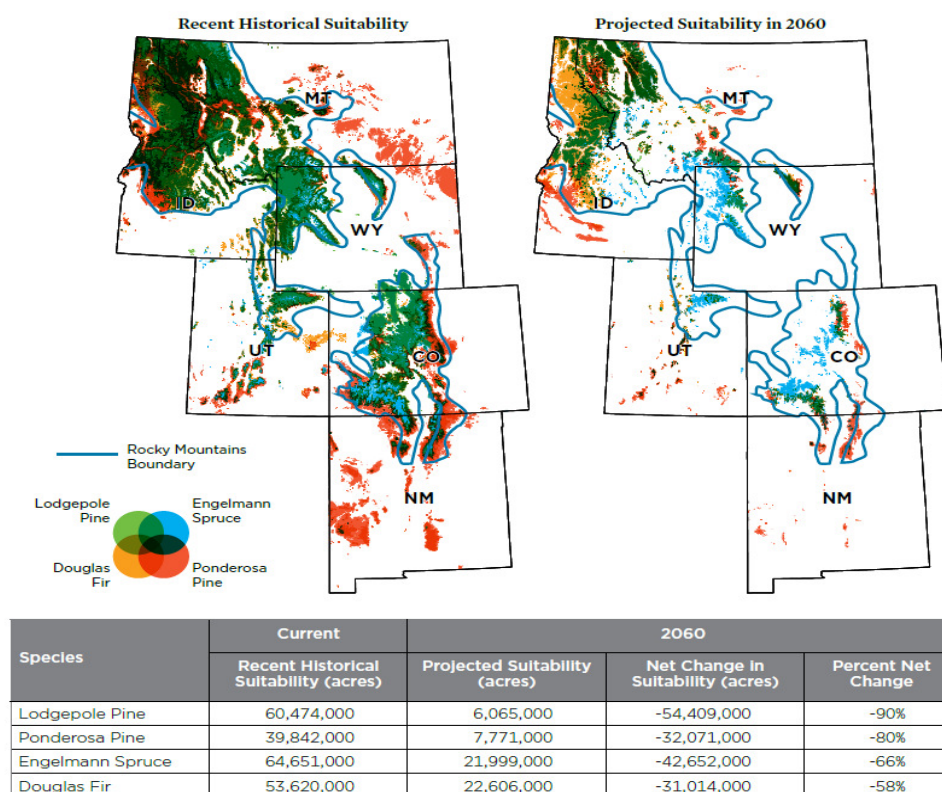 Recent Historical Suitability
Projected Suitability in 2060
MT
ID
WY
UT
CO
NM
MT
ID
WY
UT
CO
NM
Rocky Mountains
Boundary
Lodgepole
Pine
Engelmann
Spruce
Douglas
Fir
Ponderosa
Pine
Species
Current
2060
Recent Historical
Suitability (acres)
Projected Suitability
(acres)
Net Change in
Suitability (acres)
Percent Net
Change
Lodgepole Pine 60,474,000 6,065,000 -54,409,000 -90%
Ponderosa Pine 39,842,000 7,771,000 -32,071,000 -80%
Engelmann Spruce 64,651,000 21,999,000 -42,652,000 -66%
Douglas Fir 53,620,000 22,606,000 -31,014,000 -58%